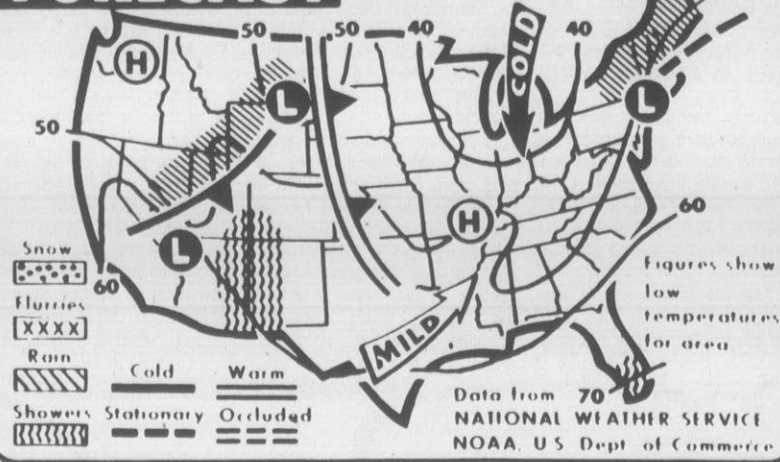 FORECAST
50 .50 40 COLD 40
H
L
L
50
H
L
60
60
MILD
Snow
Flurries
XXXX
Rain
Showers
Cold
Warm
Stationary
Occluded
Figures show
low
temperatures
for area
70
Data from
NATIONAL WEATHER SERVICE
NOAA, U S Dept of Commerce